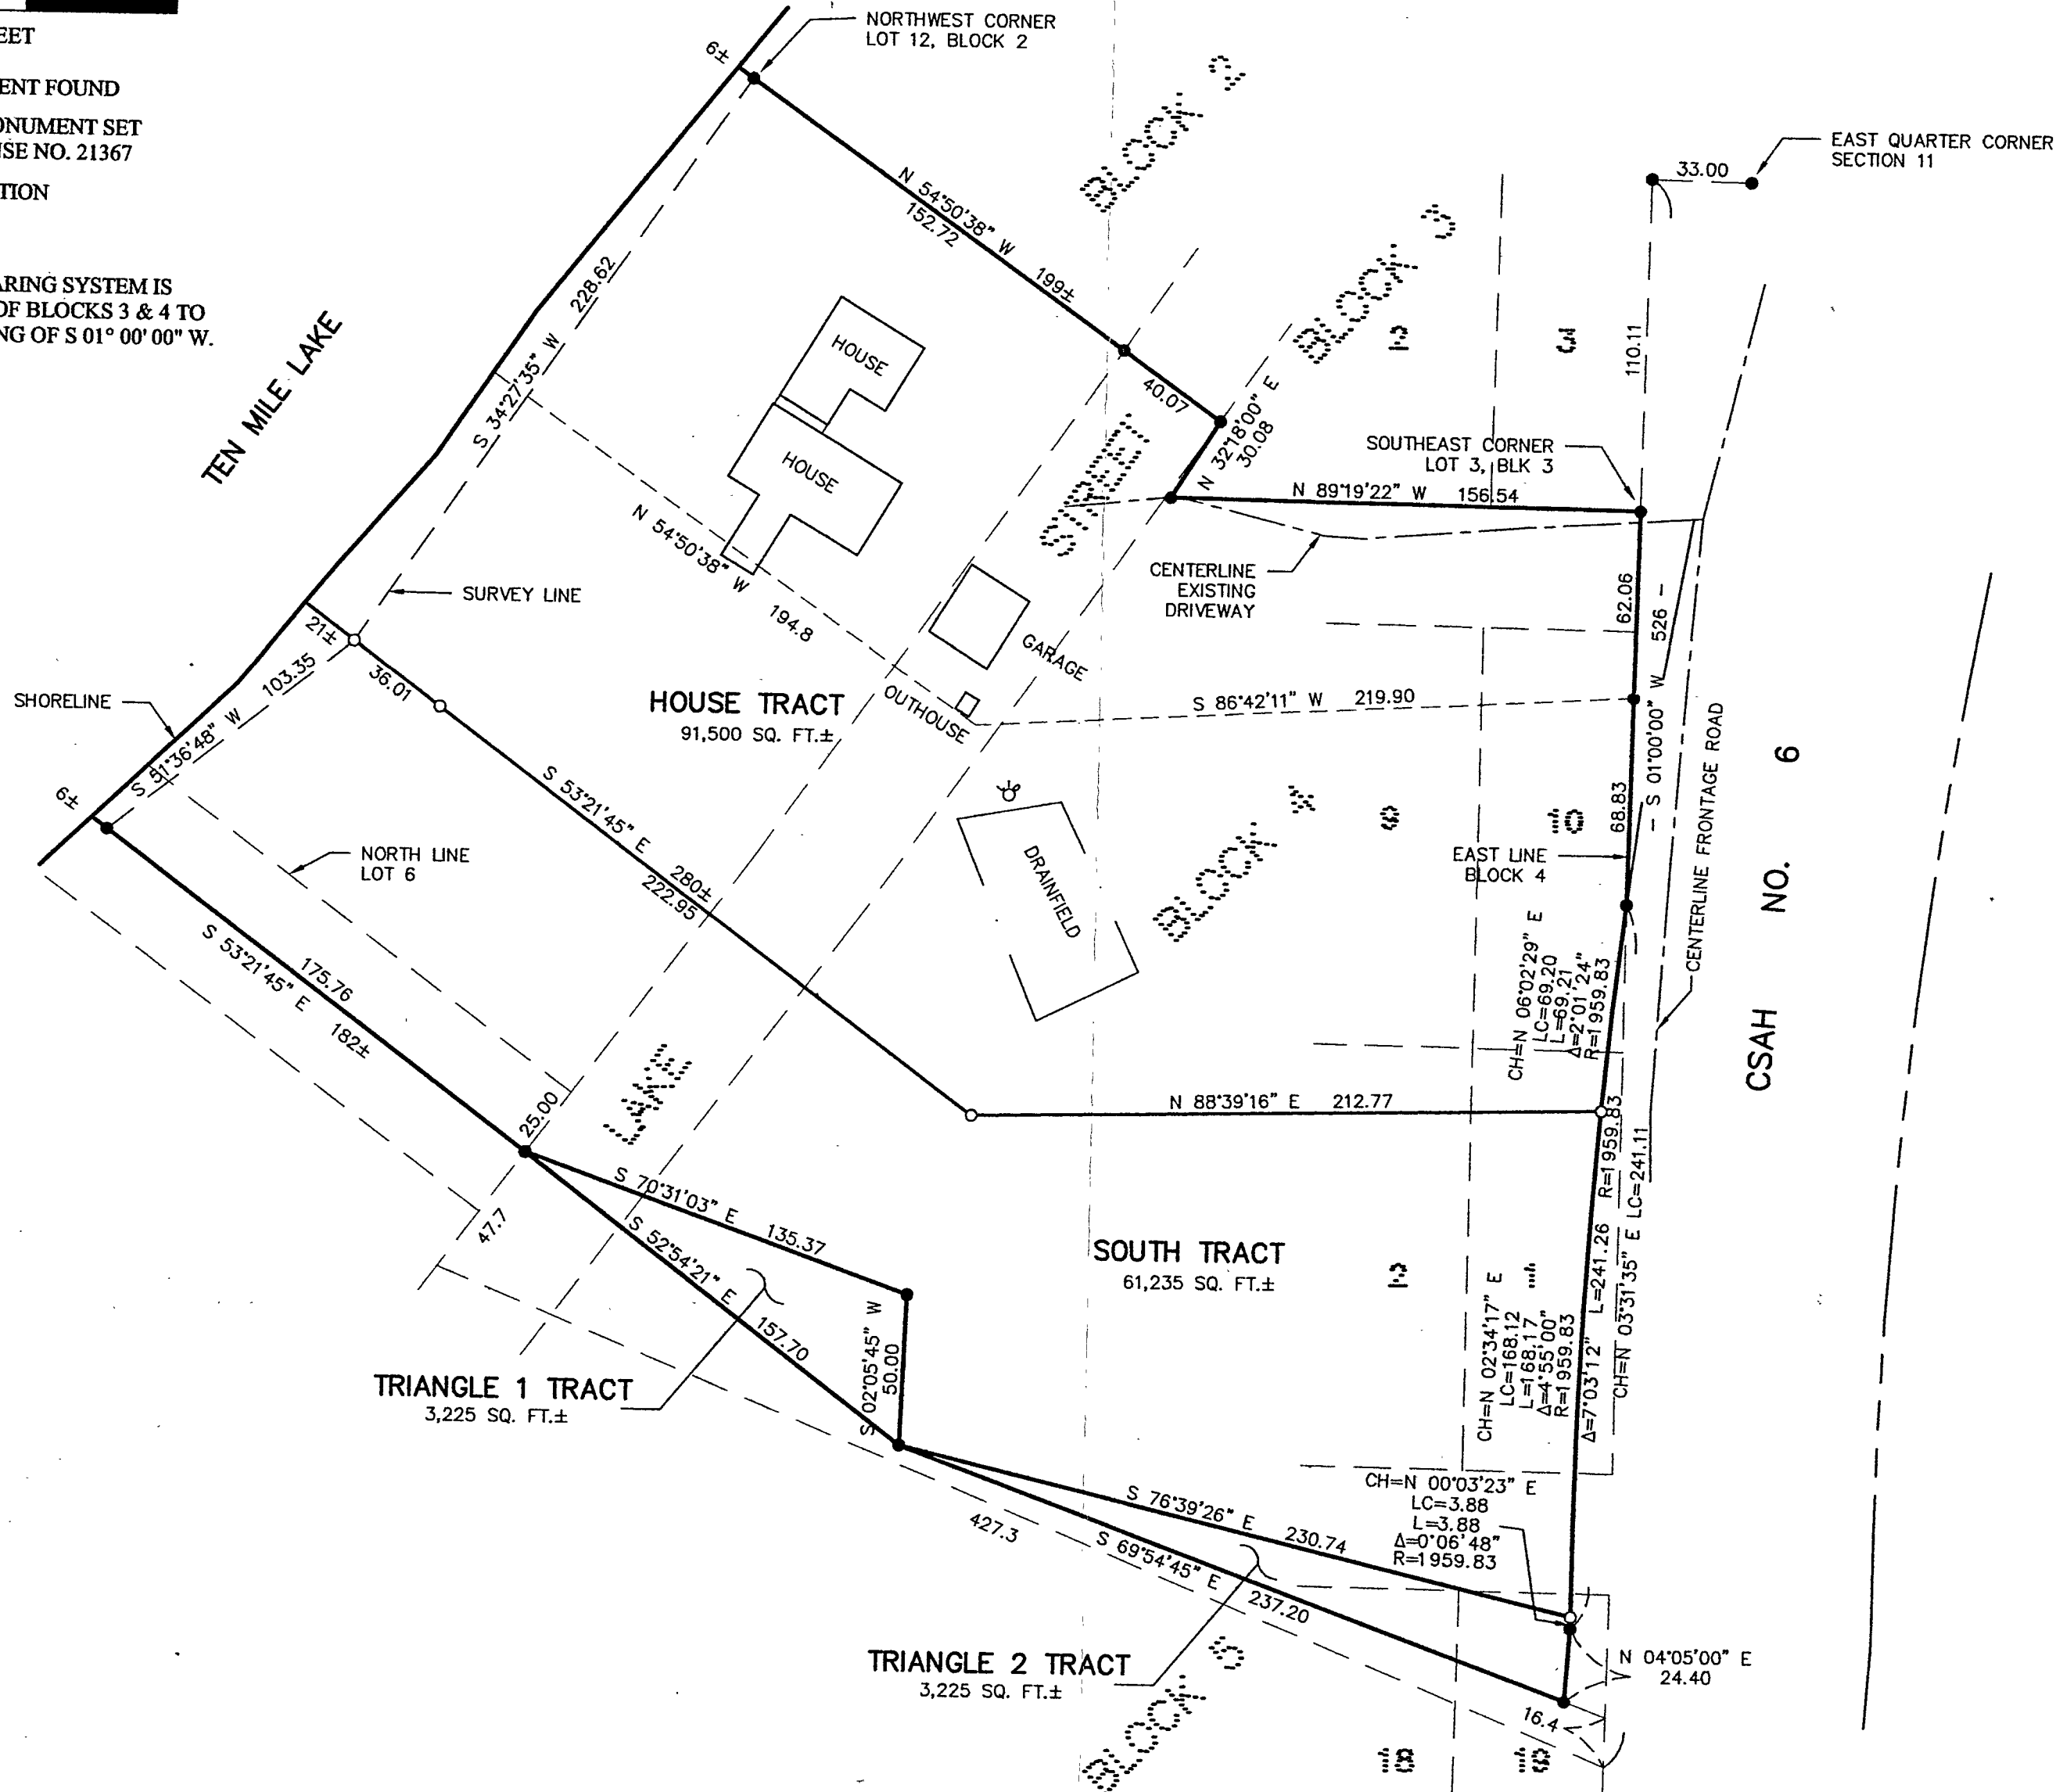 EET
ENT FOUND
ONUMENT SET
NSE NO. 21367
TION
ARING SYSTEM IS
OF BLOCKS 3 & 4 TO
NG OF S 01° 00' 00" W.
NORTHWEST CORNER
LOT 12, BLOCK 2
6±
BLOCK 2
EAST QUARTER CORNER
SECTION 11
33.00
N 54°50'38" W
152.72
199±
BLOCK 3
2
3
110.11
S 34°27'35" W 228.62
TEN MILE LAKE
HOUSE
HOUSE
40.07
N 32°18'00" E
30.08
STREET
SOUTHEAST CORNER
LOT 3, BLK 3
N 89°19'22" W 156.54
N 54°50'38" W 194.8
CENTERLINE
EXISTING
DRIVEWAY
62.06
526
S 01°00'00" W
SURVEY LINE
21±
36.01
103.35
S 51°36'48" W
SHORELINE
6±
GARAGE
OUTHOUSE
HOUSE TRACT
91,500 SQ. FT.±
S 86°42'11" W 219.90
CENTERLINE FRONTAGE ROAD
CSAH NO. 6
S 53°21'45" E
280±
222.95
NORTH LINE
LOT 6
DRAINFIELD
BLOCK 4
9
10
68.83
EAST LINE
BLOCK 4
S 53°21'45" E
175.76
182±
CH=N 06°02'29" E
LC=69.20
L=69.21
Δ=2°01'24"
R=1959.83
LAKE
25.00
47.7
N 88°39'16" E 212.77
S 70°31'03" E 135.37
S 52°54'21" E 157.70
S 02°05'45" W
50.00
SOUTH TRACT
61,235 SQ. FT.±
2
1
CH=N 02°34'17" E
LC=168.12
L=168.17
Δ=4°55'00"
R=1959.83
Δ=7°03'12" L=241.26 R=1959.83
CH=N 03°31'35" E LC=241.11
TRIANGLE 1 TRACT
3,225 SQ. FT.±
CH=N 00°03'23" E
LC=3.88
L=3.88
Δ=0°06'48"
R=1959.83
S 76°39'26" E 230.74
427.3
S 69°54'45" E 237.20
TRIANGLE 2 TRACT
3,225 SQ. FT.±
N 04°05'00" E
24.40
16.4
BLOCK 5
18
19